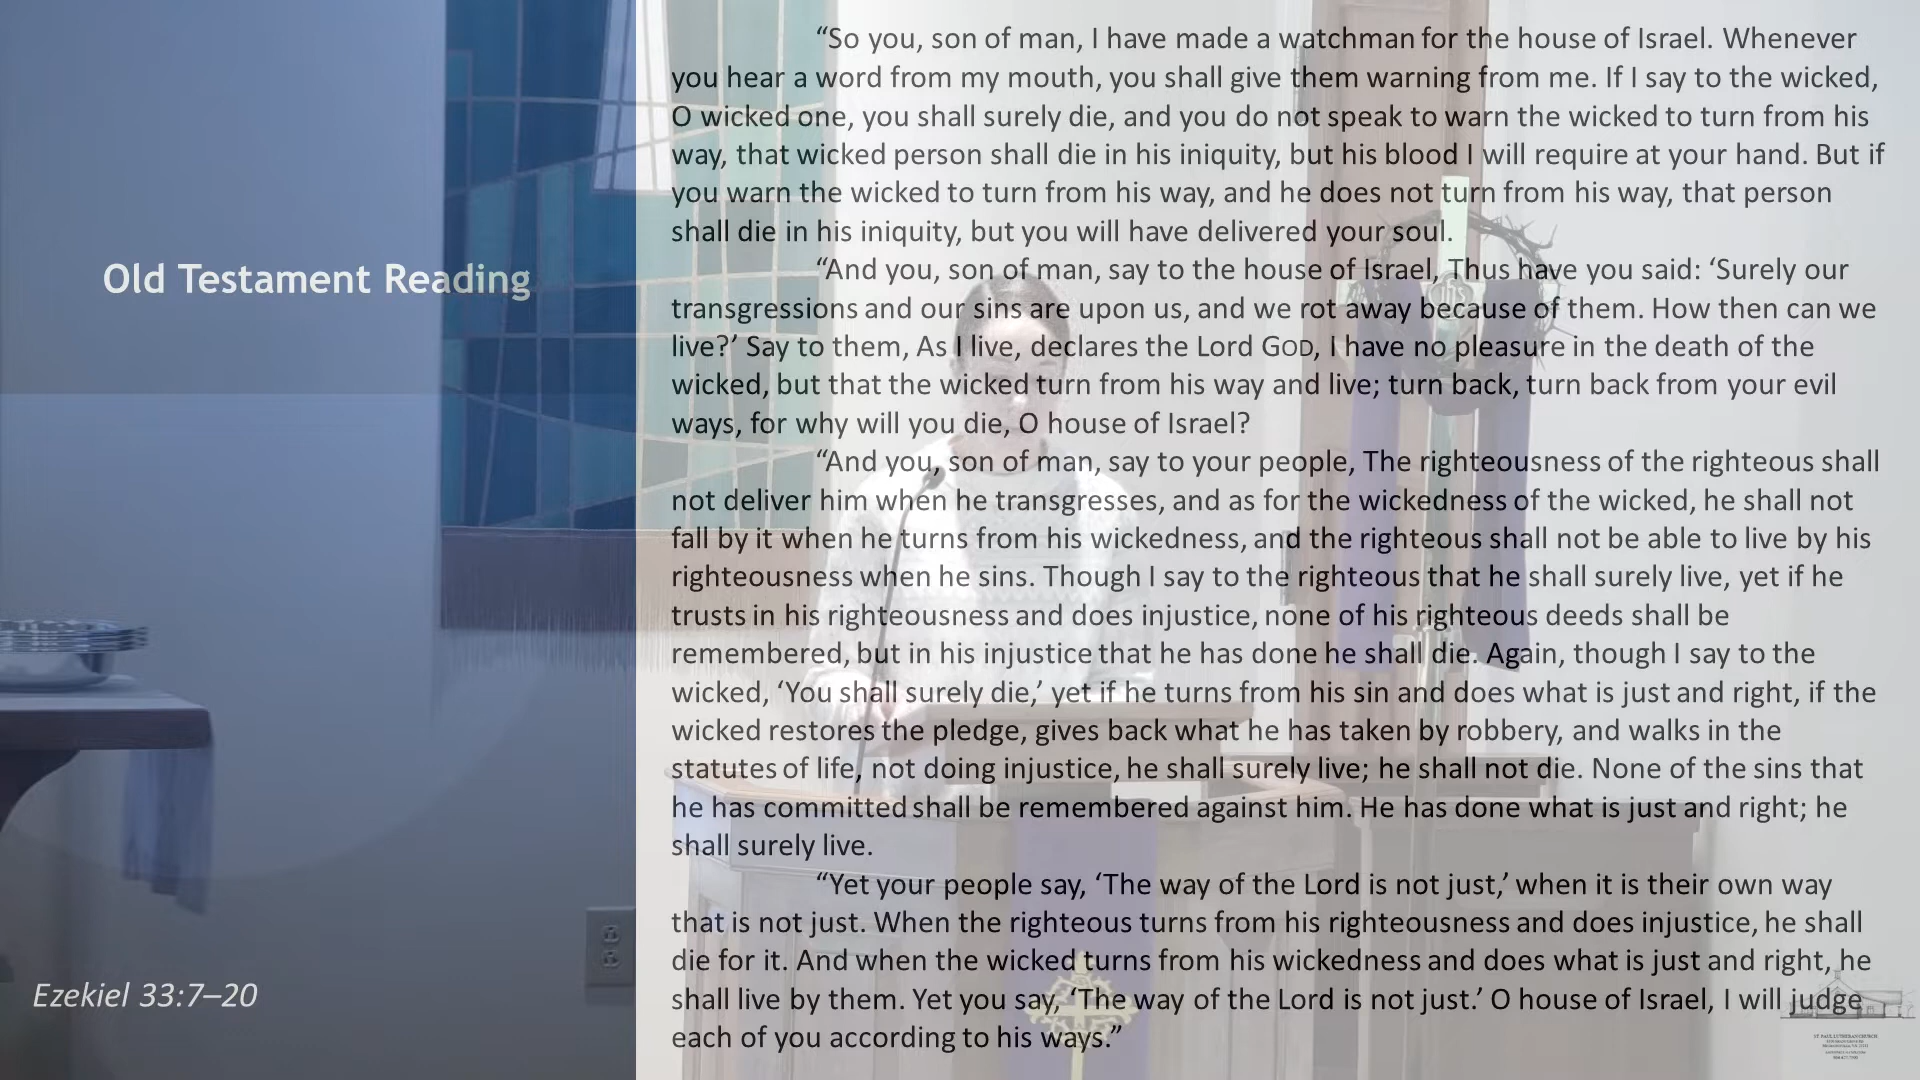 Old Testament Reading
Ezekiel 33:7–20
“So you, son of man, I have made a watchman for the house of Israel. Whenever
you hear a word from my mouth, you shall give them warning from me. If I say to the wicked,
O wicked one, you shall surely die, and you do not speak to warn the wicked to turn from his
way, that wicked person shall die in his iniquity, but his blood I will require at your hand. But if
you warn the wicked to turn from his way, and he does not turn from his way, that person
shall die in his iniquity, but you will have delivered your soul.
“And you, son of man, say to the house of Israel, Thus have you said: ‘Surely our
transgressions and our sins are upon us, and we rot away because of them. How then can we
live?’ Say to them, As I live, declares the Lord GOD, I have no pleasure in the death of the
wicked, but that the wicked turn from his way and live; turn back, turn back from your evil
ways, for why will you die, O house of Israel?
“And you, son of man, say to your people, The righteousness of the righteous shall
not deliver him when he transgresses, and as for the wickedness of the wicked, he shall not
fall by it when he turns from his wickedness, and the righteous shall not be able to live by his
righteousness when he sins. Though I say to the righteous that he shall surely live, yet if he
trusts in his righteousness and does injustice, none of his righteous deeds shall be
remembered, but in his injustice that he has done he shall die. Again, though I say to the
wicked, ‘You shall surely die,’ yet if he turns from his sin and does what is just and right, if the
wicked restores the pledge, gives back what he has taken by robbery, and walks in the
statutes of life, not doing injustice, he shall surely live; he shall not die. None of the sins that
he has committed shall be remembered against him. He has done what is just and right; he
shall surely live.
“Yet your people say, ‘The way of the Lord is not just,’ when it is their own way
that is not just. When the righteous turns from his righteousness and does injustice, he shall
die for it. And when the wicked turns from his wickedness and does what is just and right, he
shall live by them. Yet you say, ‘The way of the Lord is not just.’ O house of Israel, I will judge
each of you according to his ways.”
ST. PAUL LUTHERAN CHURCH